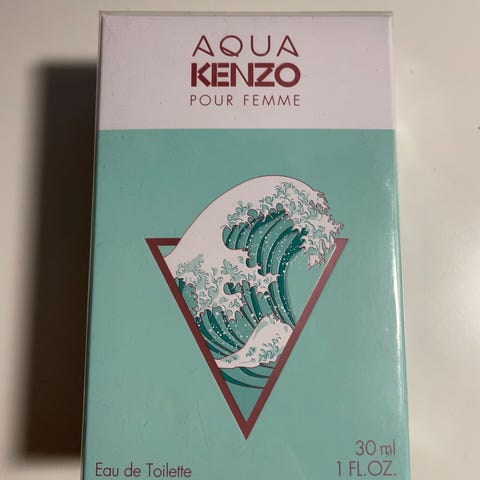 AQUA
KENZO
POUR FEMME
30 ml
Eau de Toilette 1 FL.OZ.